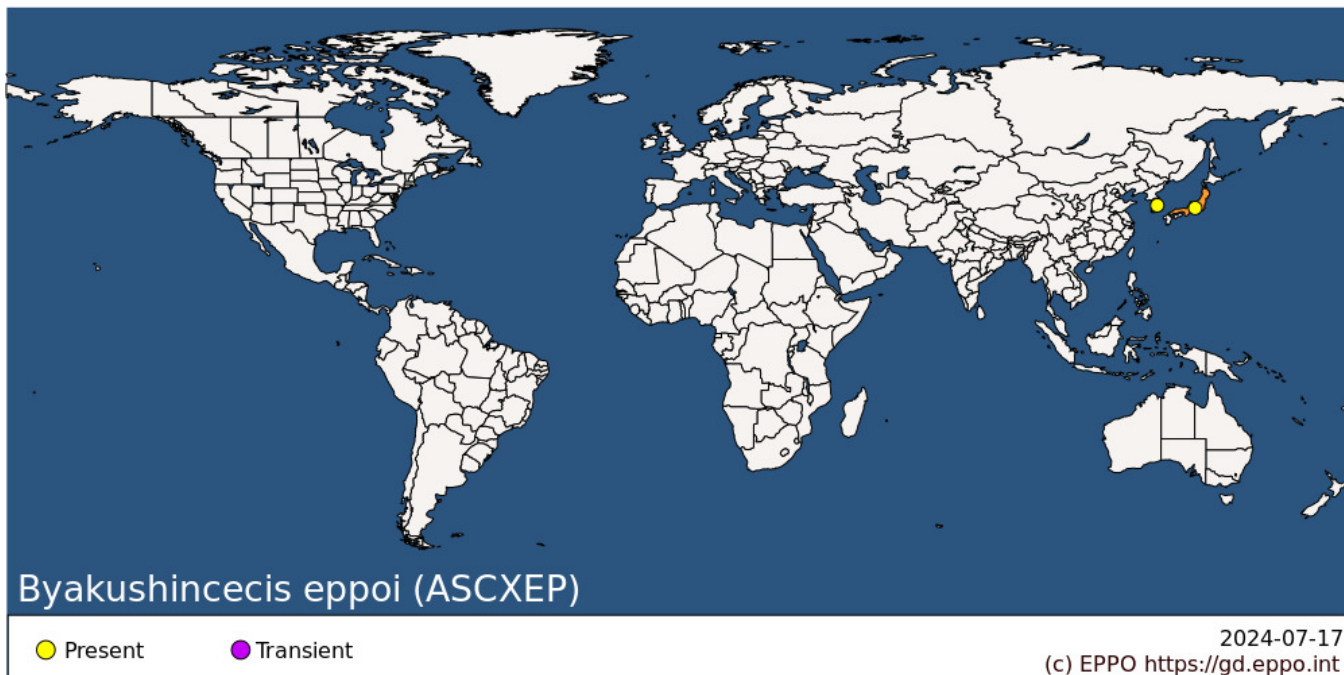 Byakushincecis eppoi (ASCXEP)
Present
Transient
2024-07-17
(c) EPPO https://gd.eppo.int